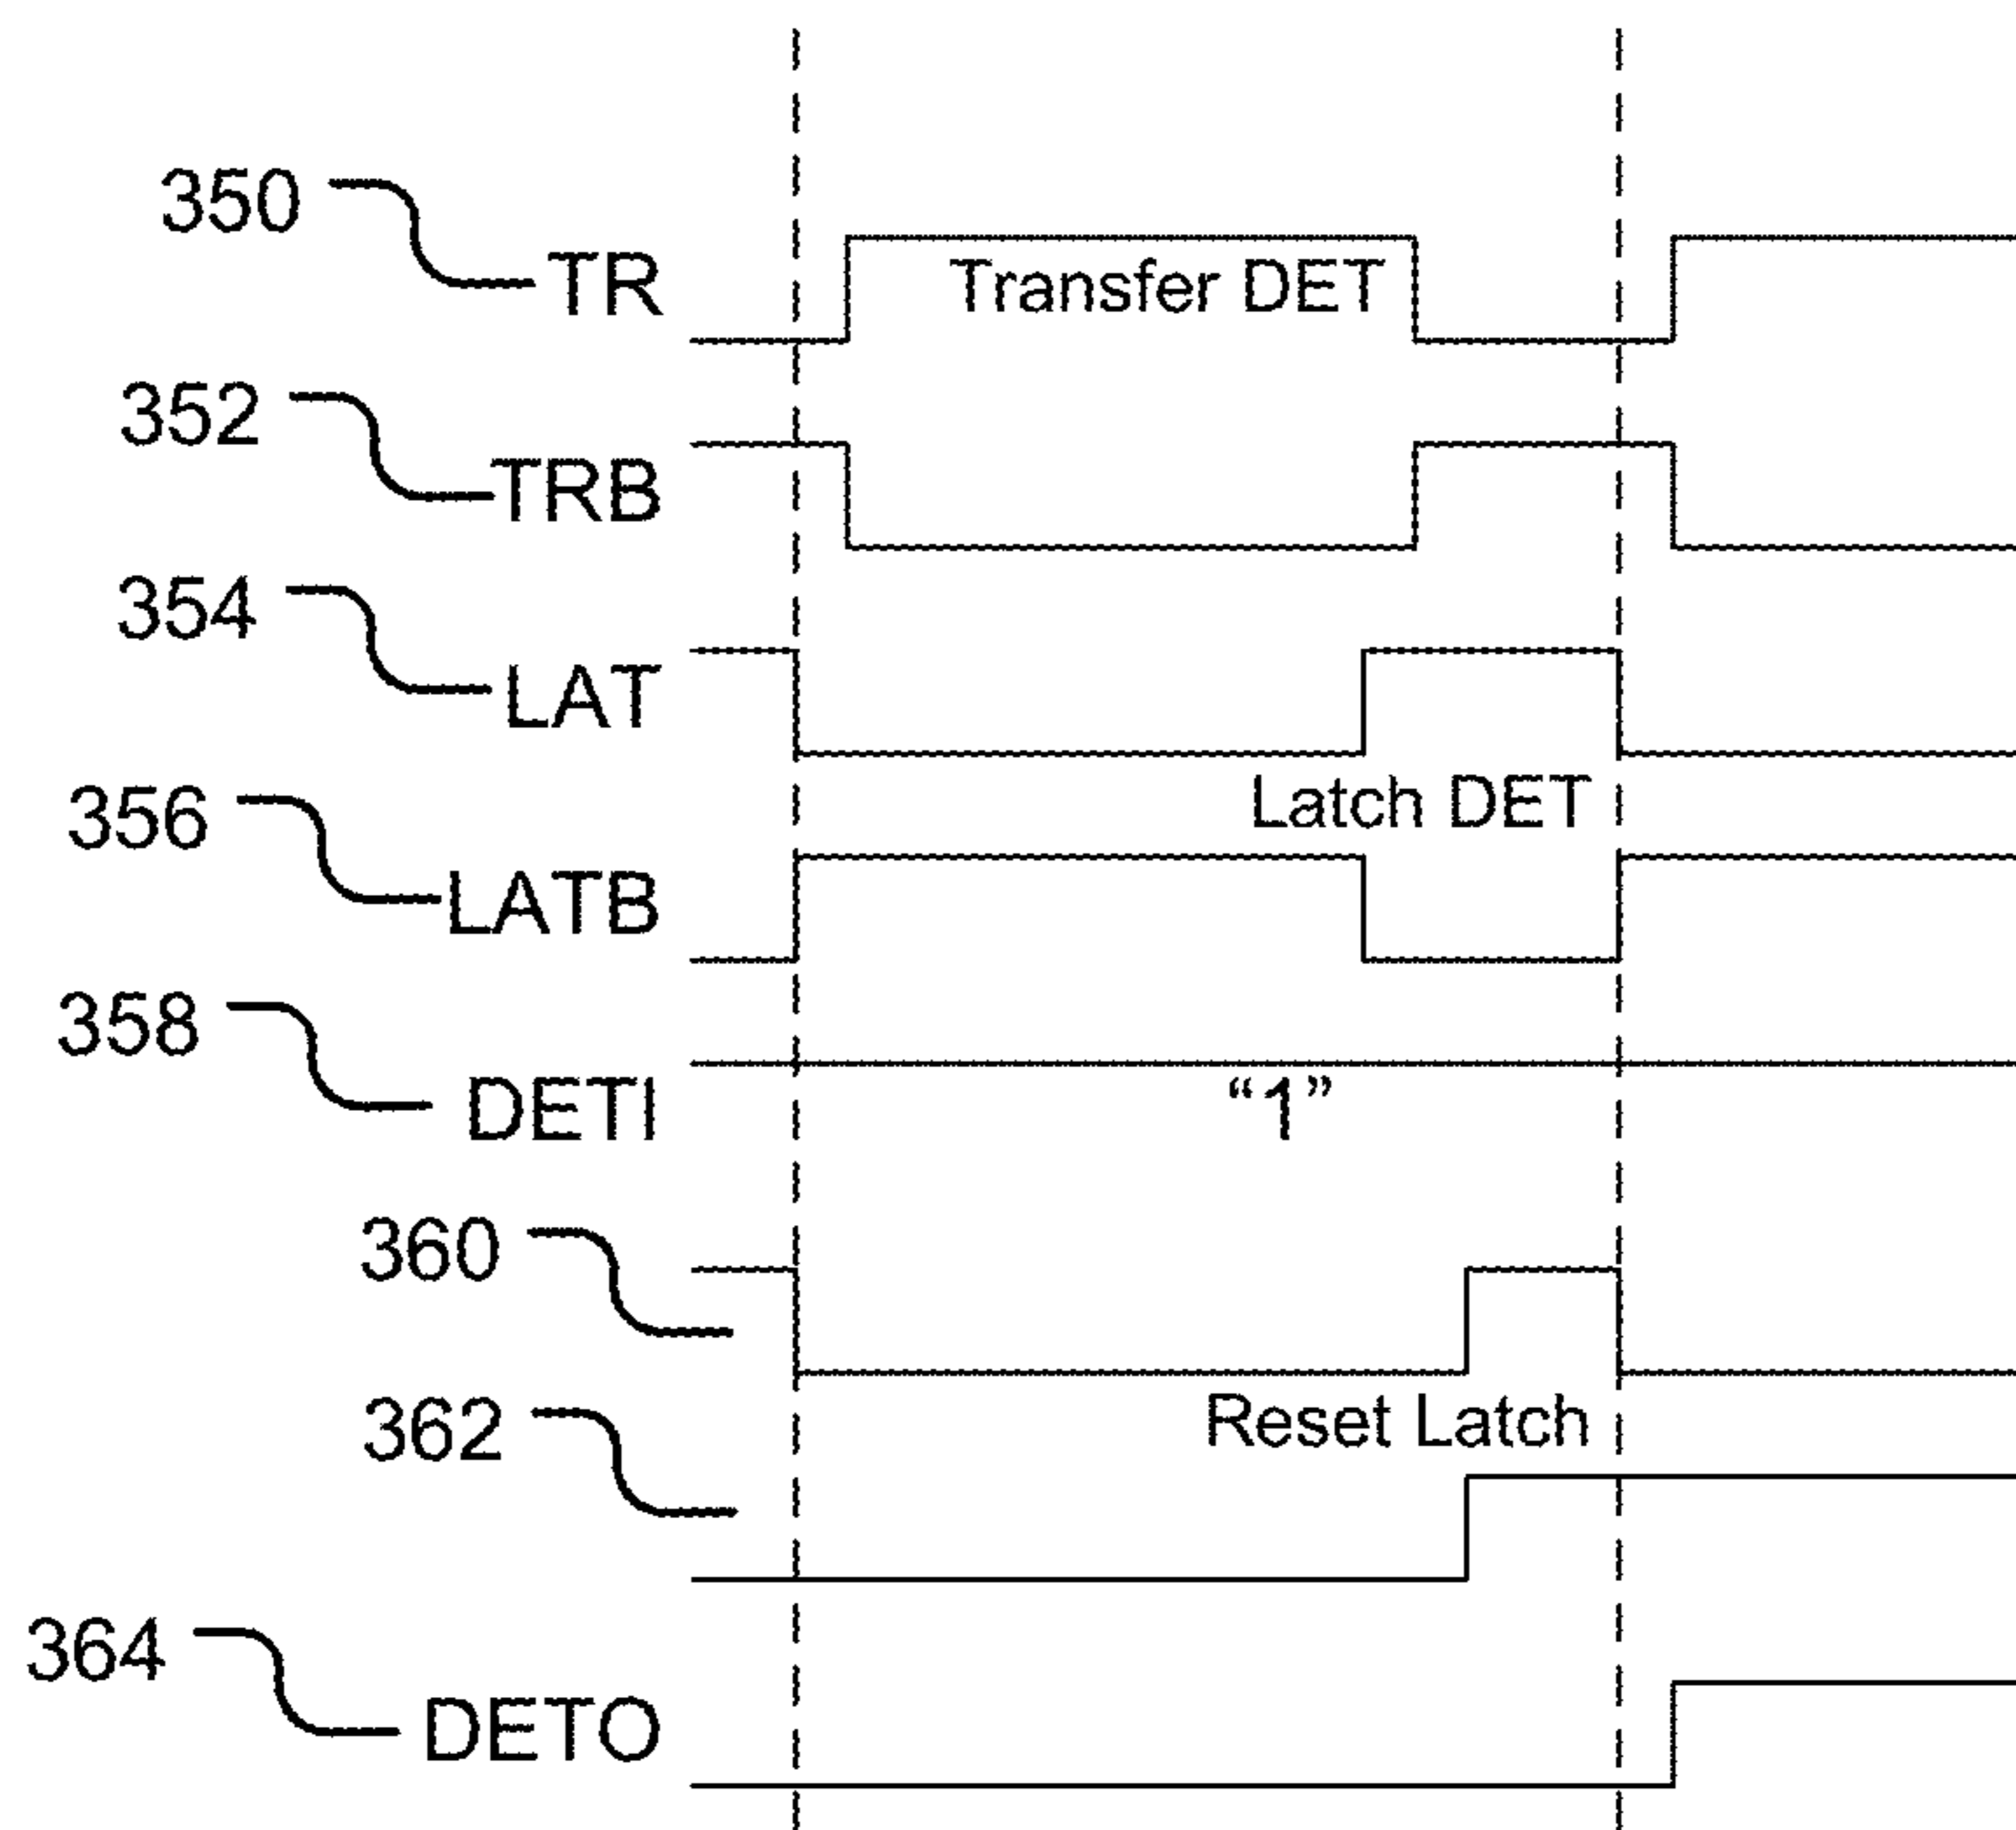 350
TR
Transfer DET
352
TRB
354
LAT
Latch DET
356
LATB
358
DETI
“1”
360
Reset Latch
362
364
DETO